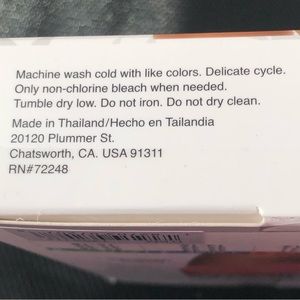 Machine wash cold with like colors. Delicate cycle.
Only non-chlorine bleach when needed.
Tumble dry low. Do not iron. Do not dry clean.
Made in Thailand/Hecho en Tailandia
20120 Plummer St.
Chatsworth, CA. USA 91311
RN#72248